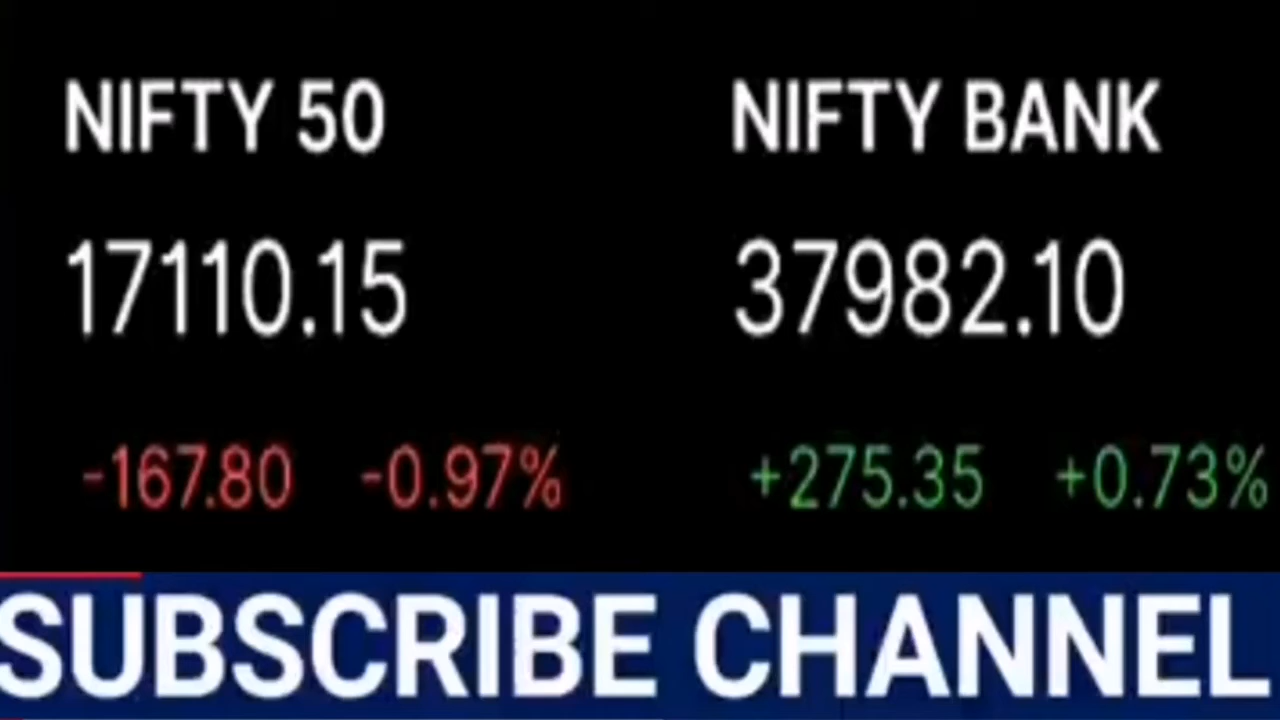 NIFTY 50
17110.15
-167.80 -0.97%
NIFTY BANK
37982.10
+275.35 +0.73%
SUBSCRIBE CHANNEL